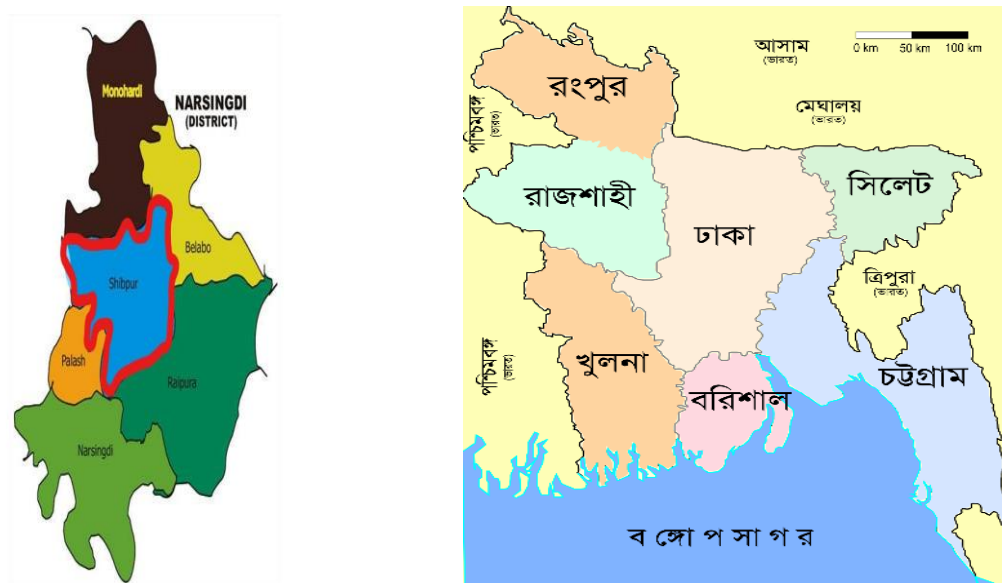 Monohardi
NARSINGDI
(DISTRICT)
Belabo
Shibpur
Palash
Raipura
Narsingdi
আসাম
(ভারত)
0 km 50 km 100 km
রংপুর
মেঘালয়
(ভারত)
পশ্চিমবঙ্গ
(ভারত)
সিলেট
রাজশাহী
ঢাকা
ত্রিপুরা
(ভারত)
পশ্চিমবঙ্গ
(ভারত)
খুলনা
চট্টগ্রাম
বরিশাল
ব ঙ্গো প সা গ র